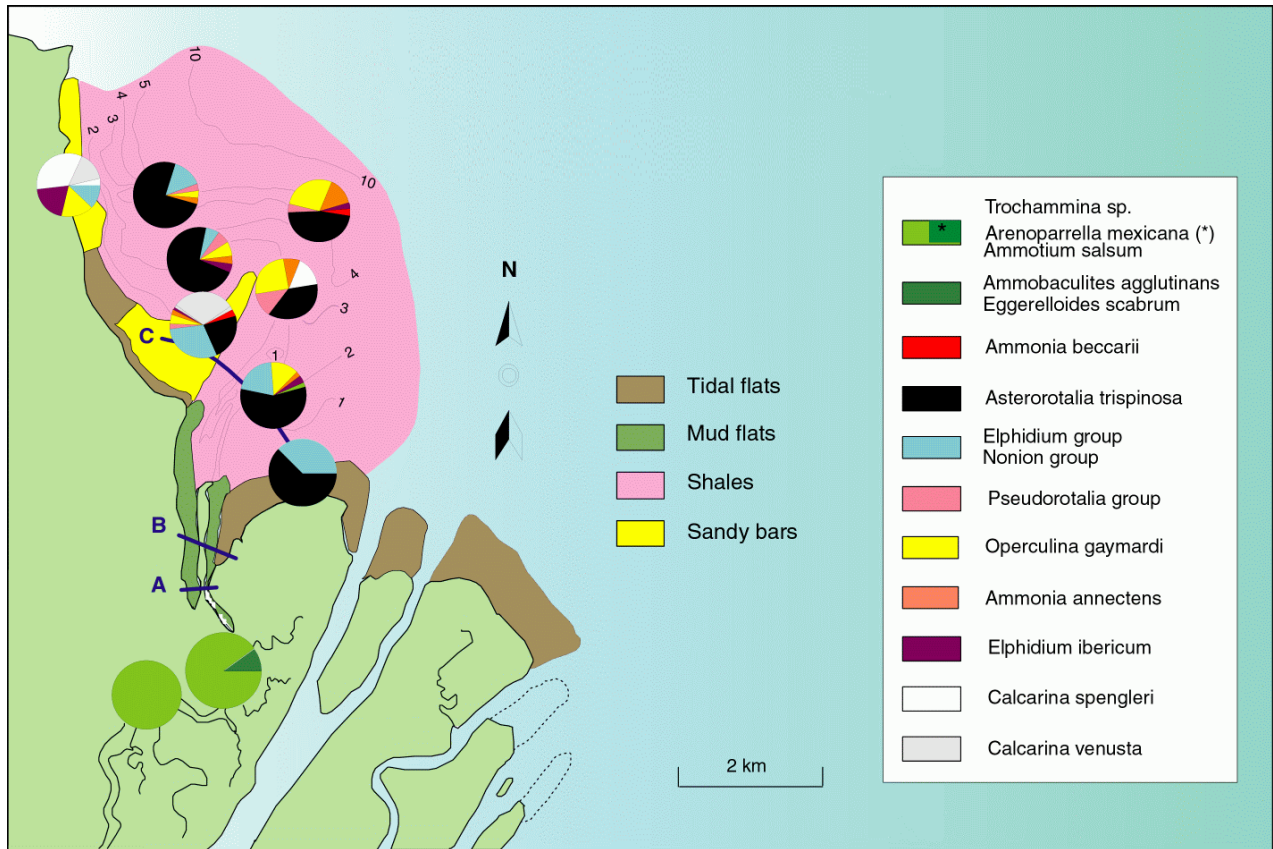 10
5
4
3
2
10
4
3
2
1
1
C
B
A
N
Tidal flats
Mud flats
Shales
Sandy bars
2 km
Trochammina sp.
*
Arenoparrella mexicana (*)
Ammotium salsum
Ammobaculites agglutinans
Eggerelloides scabrum
Ammonia beccarii
Asterorotalia trispinosa
Elphidium group
Nonion group
Pseudorotalia group
Operculina gaymardi
Ammonia annectens
Elphidium ibericum
Calcarina spengleri
Calcarina venusta